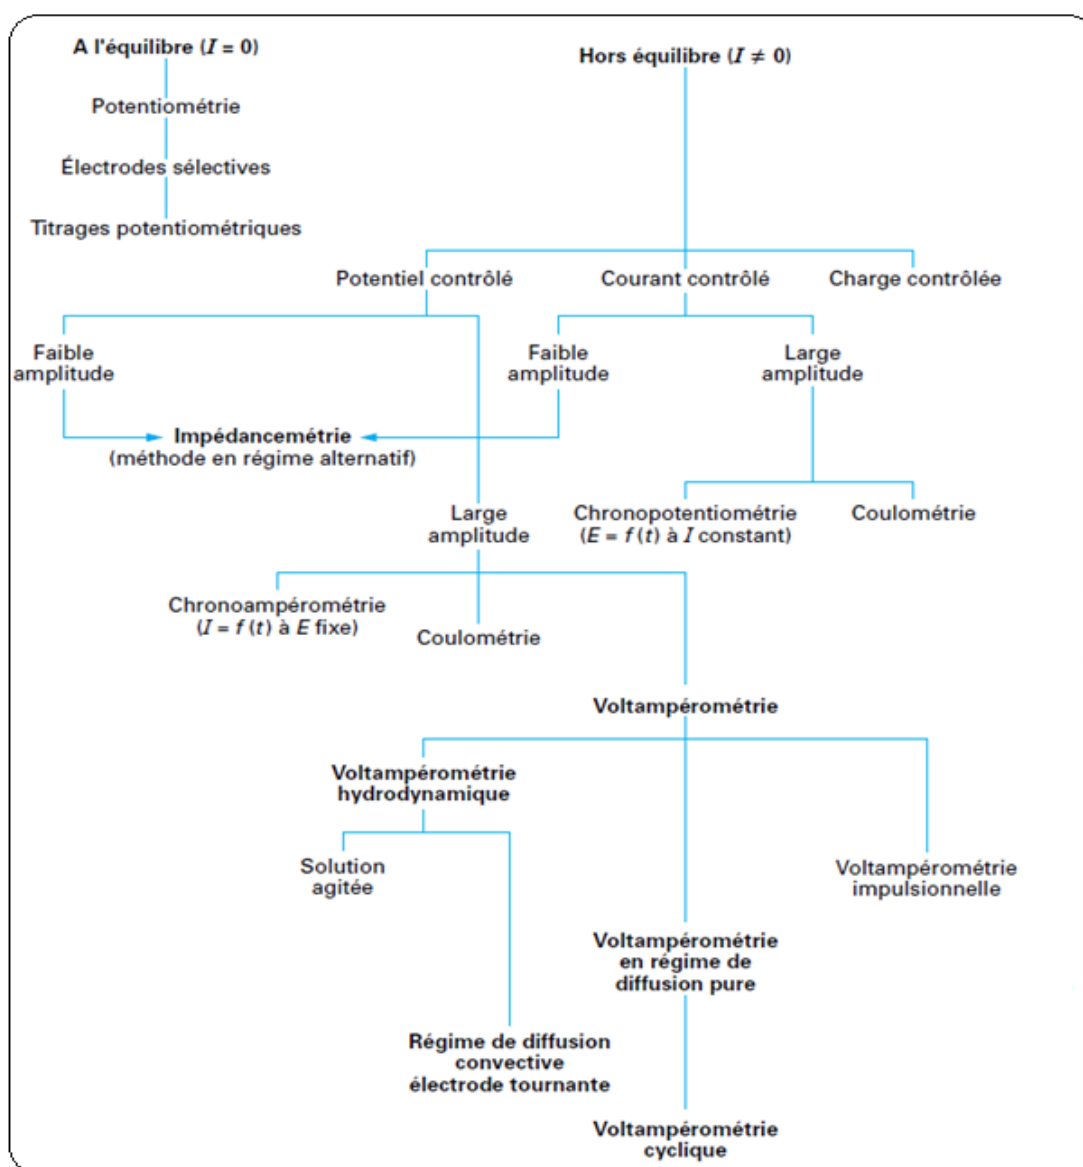 A l'équilibre (I = 0)
Hors équilibre (I ≠ 0)
Potentiométrie
Électrodes sélectives
Titrages potentiométriques
Potentiel contrôlé
Courant contrôlé
Charge contrôlée
Faible
amplitude
Faible
amplitude
Large
amplitude
Impédancemétrie
(méthode en régime alternatif)
Large
amplitude
Chronopotentiométrie
(E = f (t) à I constant)
Coulométrie
Chronoampérométrie
(I = f (t) à E fixe)
Coulométrie
Voltampérométrie
Voltampérométrie
hydrodynamique
Solution
agitée
Voltampérométrie
impulsionnelle
Voltampérométrie
en régime de
diffusion pure
Régime de diffusion
convective
électrode tournante
Voltampérométrie
cyclique